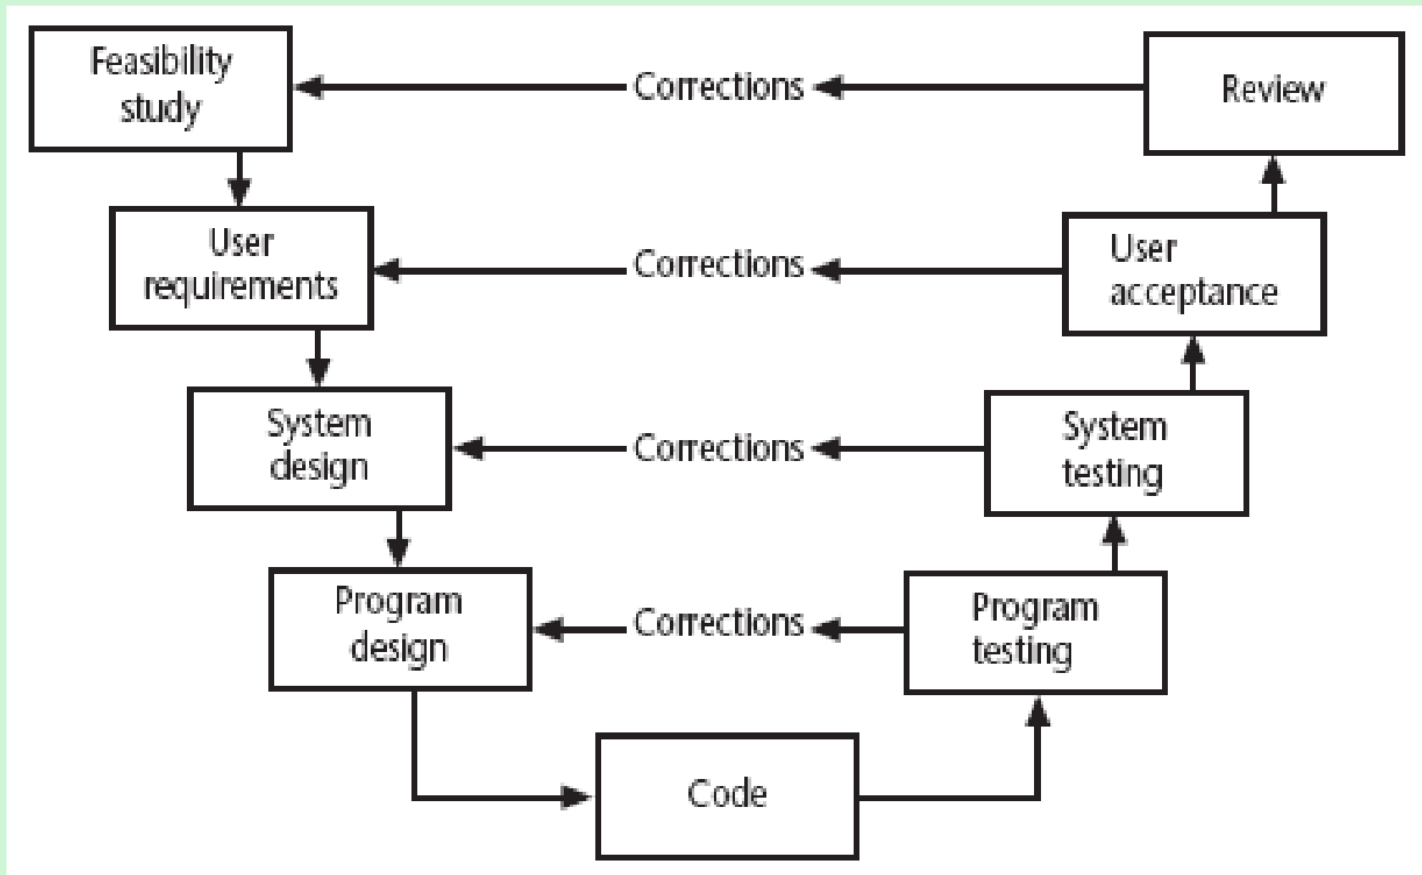 Feasibility
study
Corrections
Review
User
requirements
Corrections
User
acceptance
System
design
Corrections
System
testing
Program
design
Corrections
Program
testing
Code